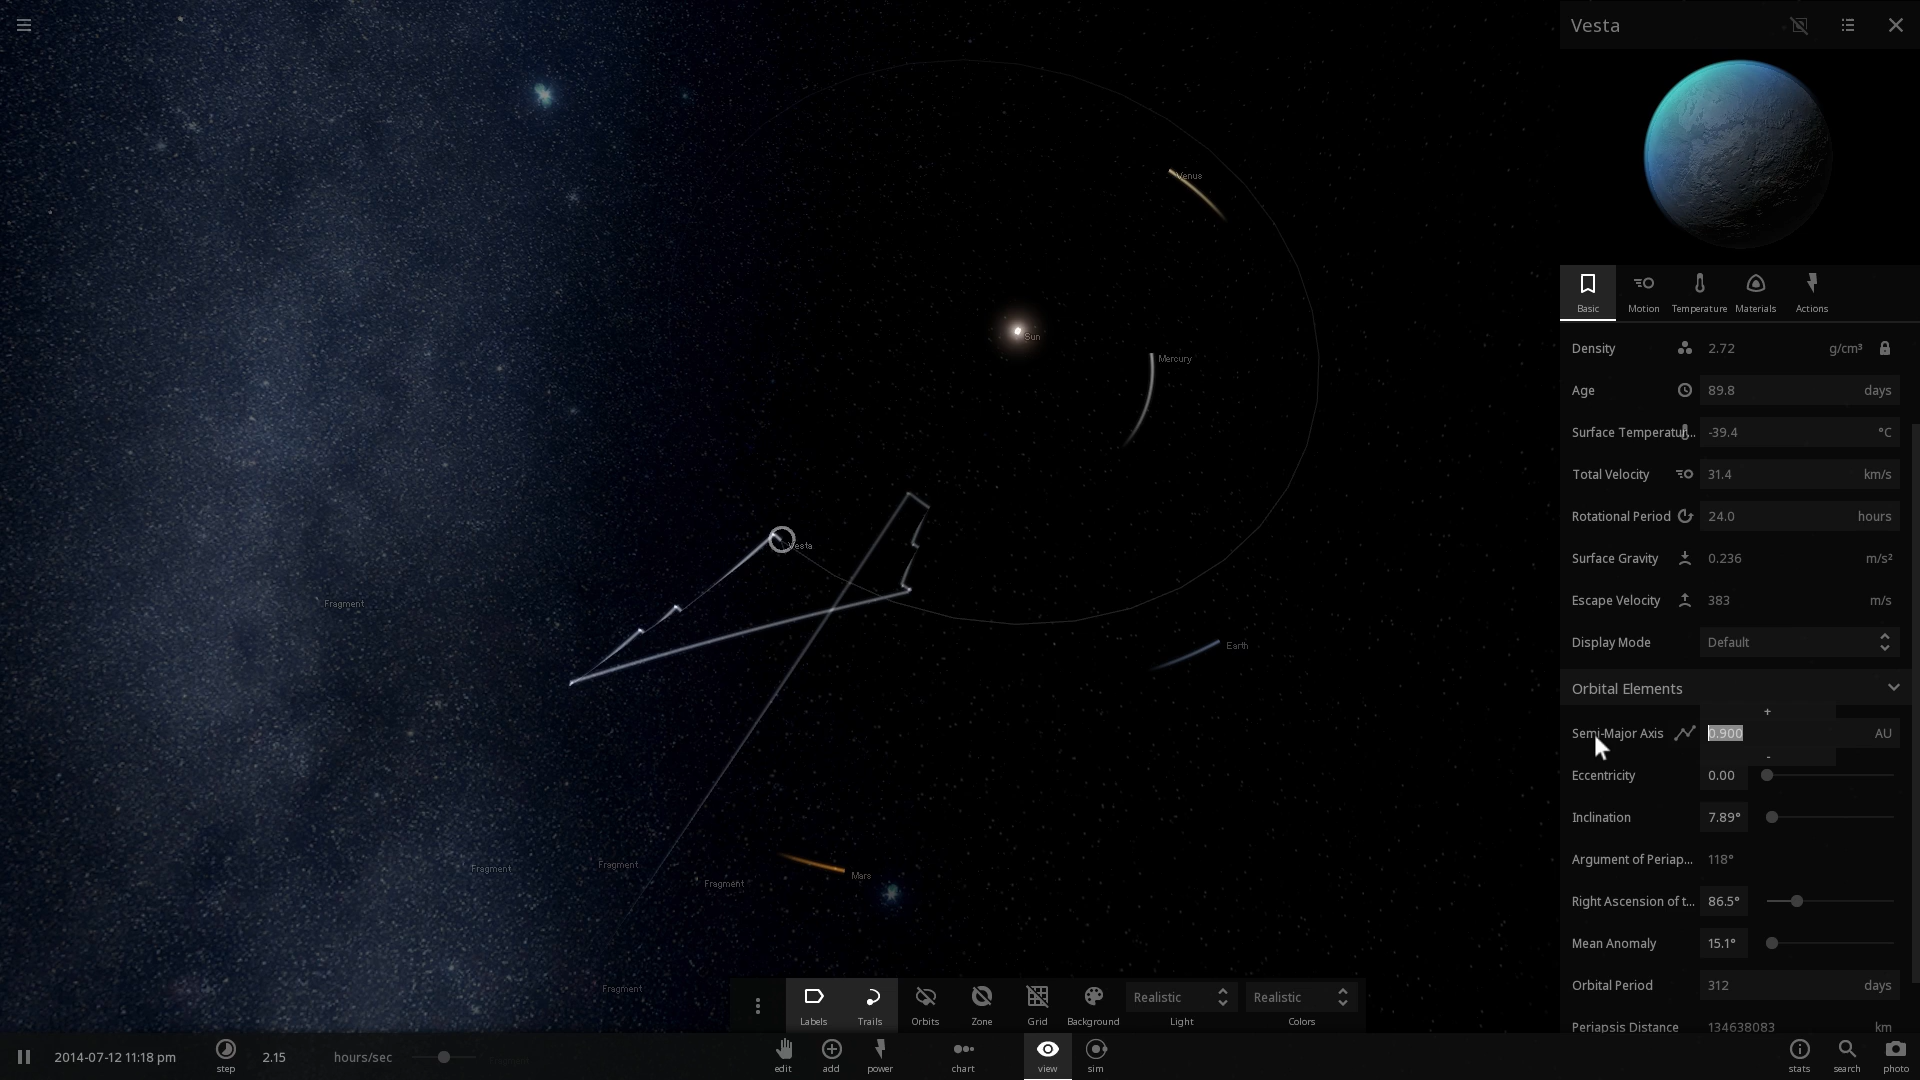 Vesta
Venus
Sun
Mercury
Vesta
Fragment
Earth
Mars
Fragment
Fragment
Fragment
Fragment
Fragment
Basic
Motion
Temperature
Materials
Actions
Density 2.72 g/cm³
Age 89.8 days
Surface Temperatur... -39.4 °C
Total Velocity 31.4 km/s
Rotational Period 24.0 hours
Surface Gravity 0.236 m/s²
Escape Velocity 383 m/s
Display Mode Default
Orbital Elements
+
Semi-Major Axis 0.900 AU
-
Eccentricity 0.00
Inclination 7.89°
Argument of Periap... 118°
Right Ascension of t... 86.5°
Mean Anomaly 15.1°
Orbital Period 312 days
Periapsis Distance 134638083 km
Labels
Trails
Orbits
Zone
Grid
Background
Realistic
Light
Realistic
Colors
2014-07-12 11:18 pm
step
2.15 hours/sec
edit
add
power
chart
view
sim
stats
search
photo